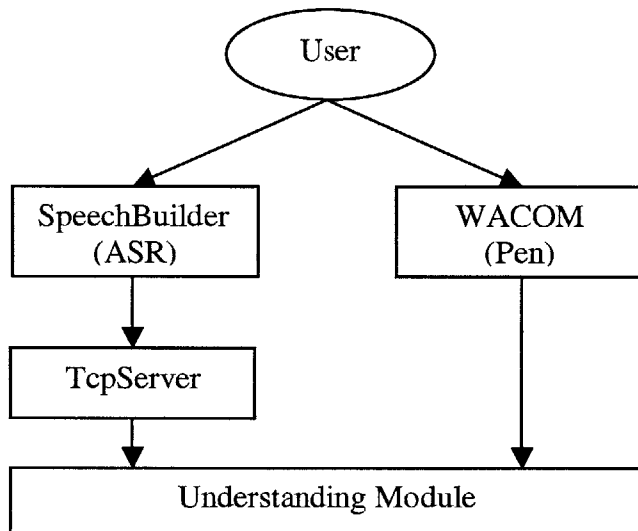 User
SpeechBuilder
(ASR)
WACOM
(Pen)
TcpServer
Understanding Module